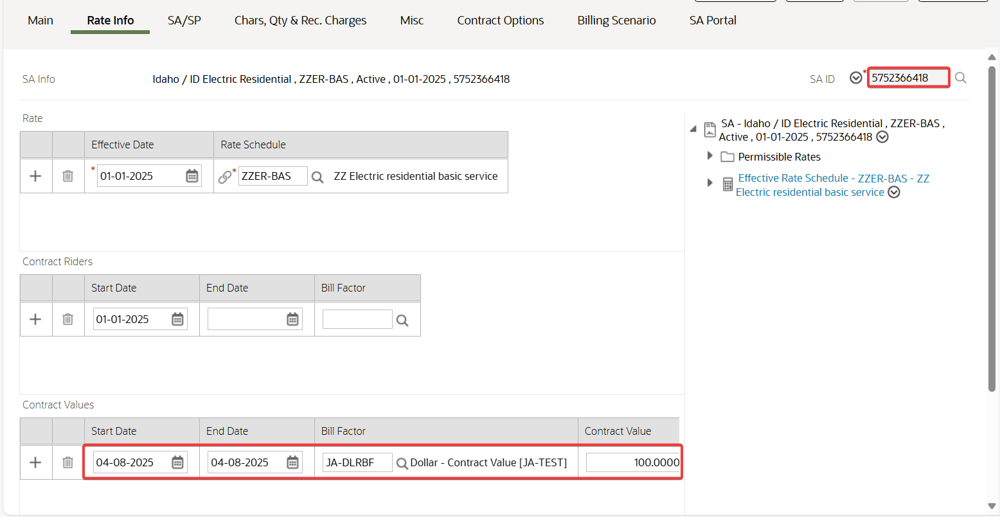 Main Rate Info SA/SP Chars, Qty & Rec. Charges Misc Contract Options Billing Scenario SA Portal
SA Info Idaho / ID Electric Residential , ZZER-BAS , Active , 01-01-2025 , 5752366418 SA ID * 5752366418
Rate
Effective Date Rate Schedule
* 01-01-2025 * ZZER-BAS ZZ Electric residential basic service
Contract Riders
Start Date End Date Bill Factor
01-01-2025
Contract Values
Start Date End Date Bill Factor Contract Value
04-08-2025 04-08-2025 JA-DLRBF Dollar - Contract Value [JA-TEST] 100.0000
SA - Idaho / ID Electric Residential , ZZER-BAS ,
Active , 01-01-2025 , 5752366418
Permissible Rates
Effective Rate Schedule - ZZER-BAS - ZZ
Electric residential basic service